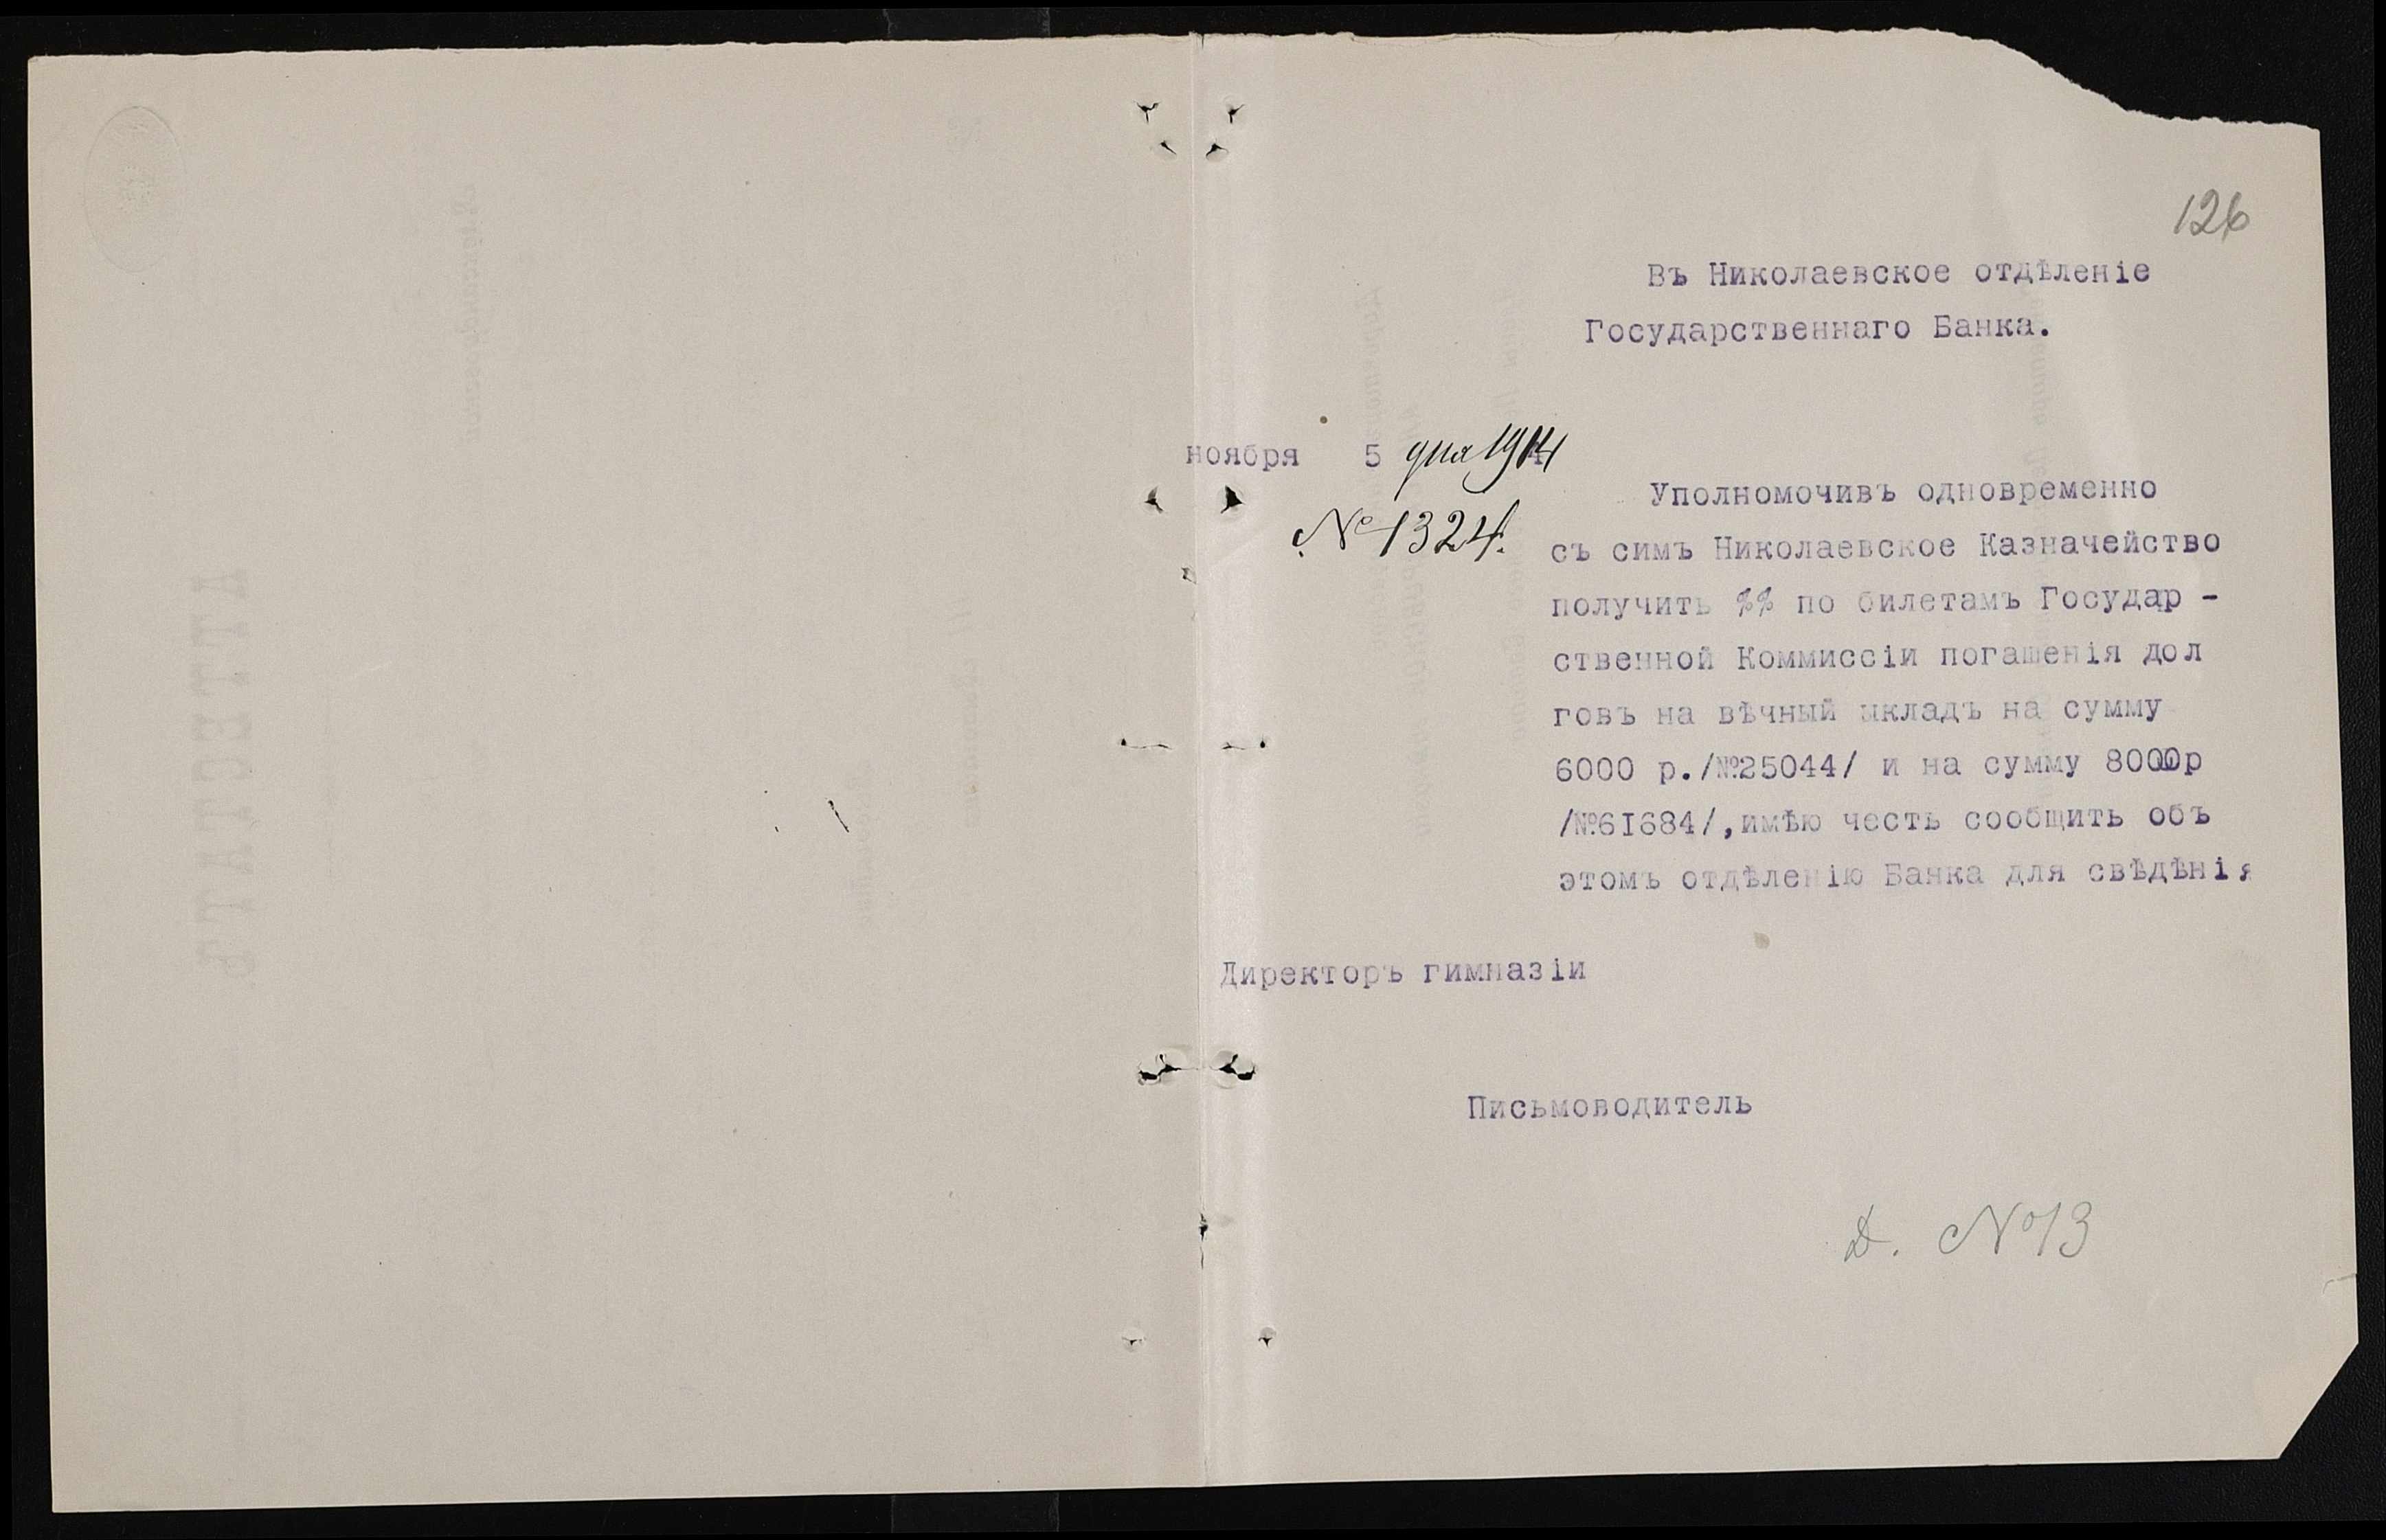 126
Въ Николаевское отдѣленіе
Государственнаго Банка.
ноября 5 дня 1914
№ 1324.
Уполномочивъ одновременно
съ симъ Николаевское Казначейство
получить %% по билетамъ Государ -
ственной Коммиссіи погашенія дол
говъ на вѣчный вкладъ на сумму
6000 р./№25044/ и на сумму 8000р
/№61684/,имѣю честь сообщить объ
этомъ отдѣленію Банка для свѣдѣнія
Директоръ гимназіи
Письмоводитель
Д. №13